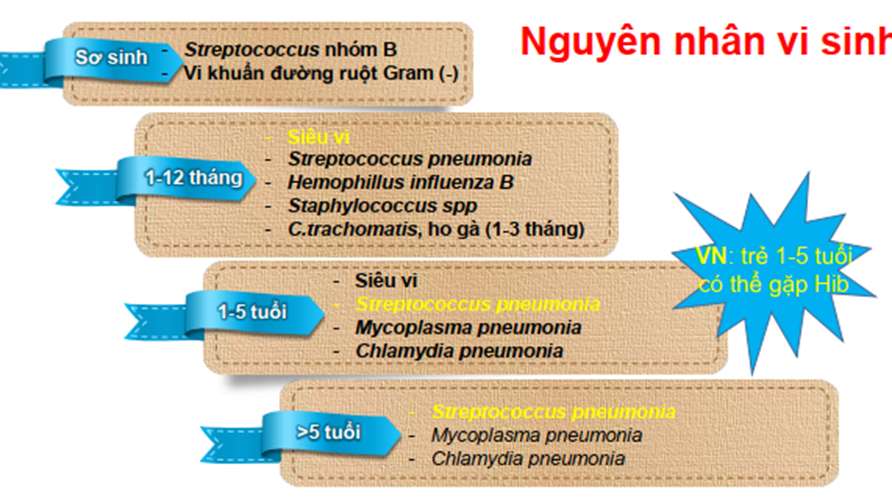 Nguyên nhân vi sinh
Sơ sinh
- Streptococcus nhóm B
- Vi khuẩn đường ruột Gram (-)
1-12 tháng
- Siêu vi
- Streptococcus pneumonia
- Hemophillus influenza B
- Staphylococcus spp
- C.trachomatis, ho gà (1-3 tháng)
VN: trẻ 1-5 tuổi
có thể gặp Hib
1-5 tuổi
- Siêu vi
- Streptococcus pneumonia
- Mycoplasma pneumonia
- Chlamydia pneumonia
>5 tuổi
- Streptococcus pneumonia
- Mycoplasma pneumonia
- Chlamydia pneumonia